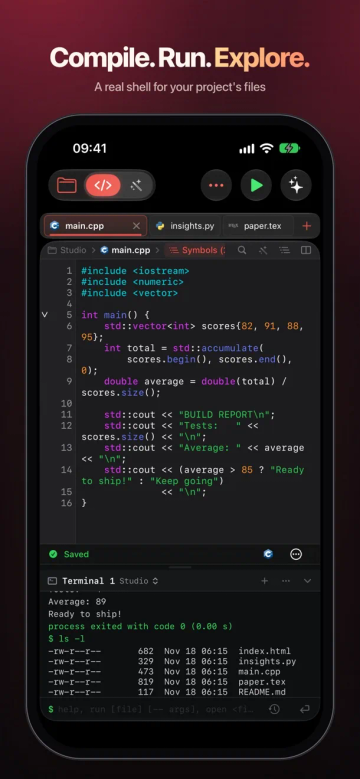 Compile. Run. Explore.
A real shell for your project's files
09:41
main.cpp
insights.py
paper.tex
Studio > main.cpp > Symbols (
1 #include <iostream>
2 #include <numeric>
3 #include <vector>
4
5 int main() {
6 std::vector<int> scores{82, 91, 88,
95};
7 int total = std::accumulate(
8 scores.begin(), scores.end(),
0);
9 double average = double(total) /
scores.size();
10
11 std::cout << "BUILD REPORT\n";
12 std::cout << "Tests:   " <<
scores.size() << "\n";
13 std::cout << "Average: " << average
<< "\n";
14 std::cout << (average > 85 ? "Ready
to ship!" : "Keep going")
15 << "\n";
16 }
Saved
Terminal 1 Studio
Average: 89
Ready to ship!
process exited with code 0 (0.00 s)
$ ls -l
-rw-r--r-- 682 Nov 18 06:15 index.html
-rw-r--r-- 329 Nov 18 06:15 insights.py
-rw-r--r-- 473 Nov 18 06:15 main.cpp
-rw-r--r-- 819 Nov 18 06:15 paper.tex
-rw-r--r-- 117 Nov 18 06:15 README.md
$ help, run [file] [-- args], open <fi...